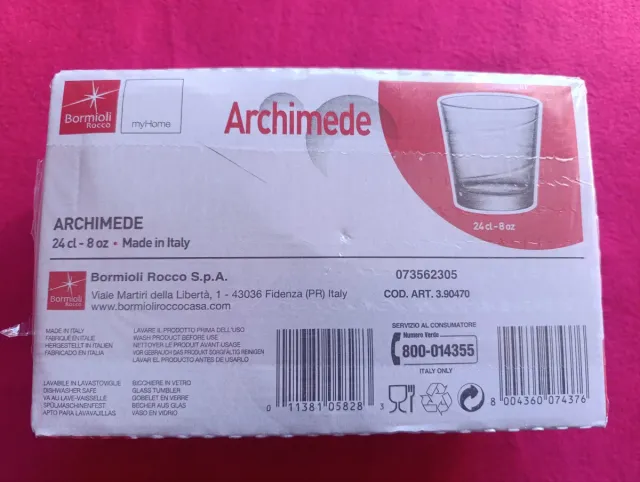 Bormioli
Rocco
myHome
Archimede
24 cl - 8 oz
ARCHIMEDE
24 cl - 8 oz • Made in Italy
Bormioli
Rocco
Bormioli Rocco S.p.A.
Viale Martiri della Libertà, 1 - 43036 Fidenza (PR) Italy
www.bormioliroccocasa.com
073562305
COD. ART. 3.90470
MADE IN ITALY
FABRIQUÉ EN ITALIE
HERGESTELLT IN ITALIEN
FABRICADO EN ITALIA
LAVARE IL PRODOTTO PRIMA DELL'USO
WASH PRODUCT BEFORE USE
NETTOYER LE PRODUIT AVANT USAGE
VOR GEBRAUCH DAS PRODUKT SORGFÄLTIG REINIGEN
LAVAR EL PRODUCTO ANTES DE USARLO
LAVABILE IN LAVASTOVIGLIE
DISHWASHER SAFE
VA AU LAVE-VAISSELLE
SPÜLMASCHINENFEST
APTO PARA LAVAVAJILLAS
BICCHIERE IN VETRO
GLASS TUMBLER
GOBELET EN VERRE
BECHER AUS GLAS
VASO EN VIDRIO
SERVIZIO AL CONSUMATORE
Numero Verde
800-014355
ITALY ONLY
0 11381 05828 3
8 004360 074376